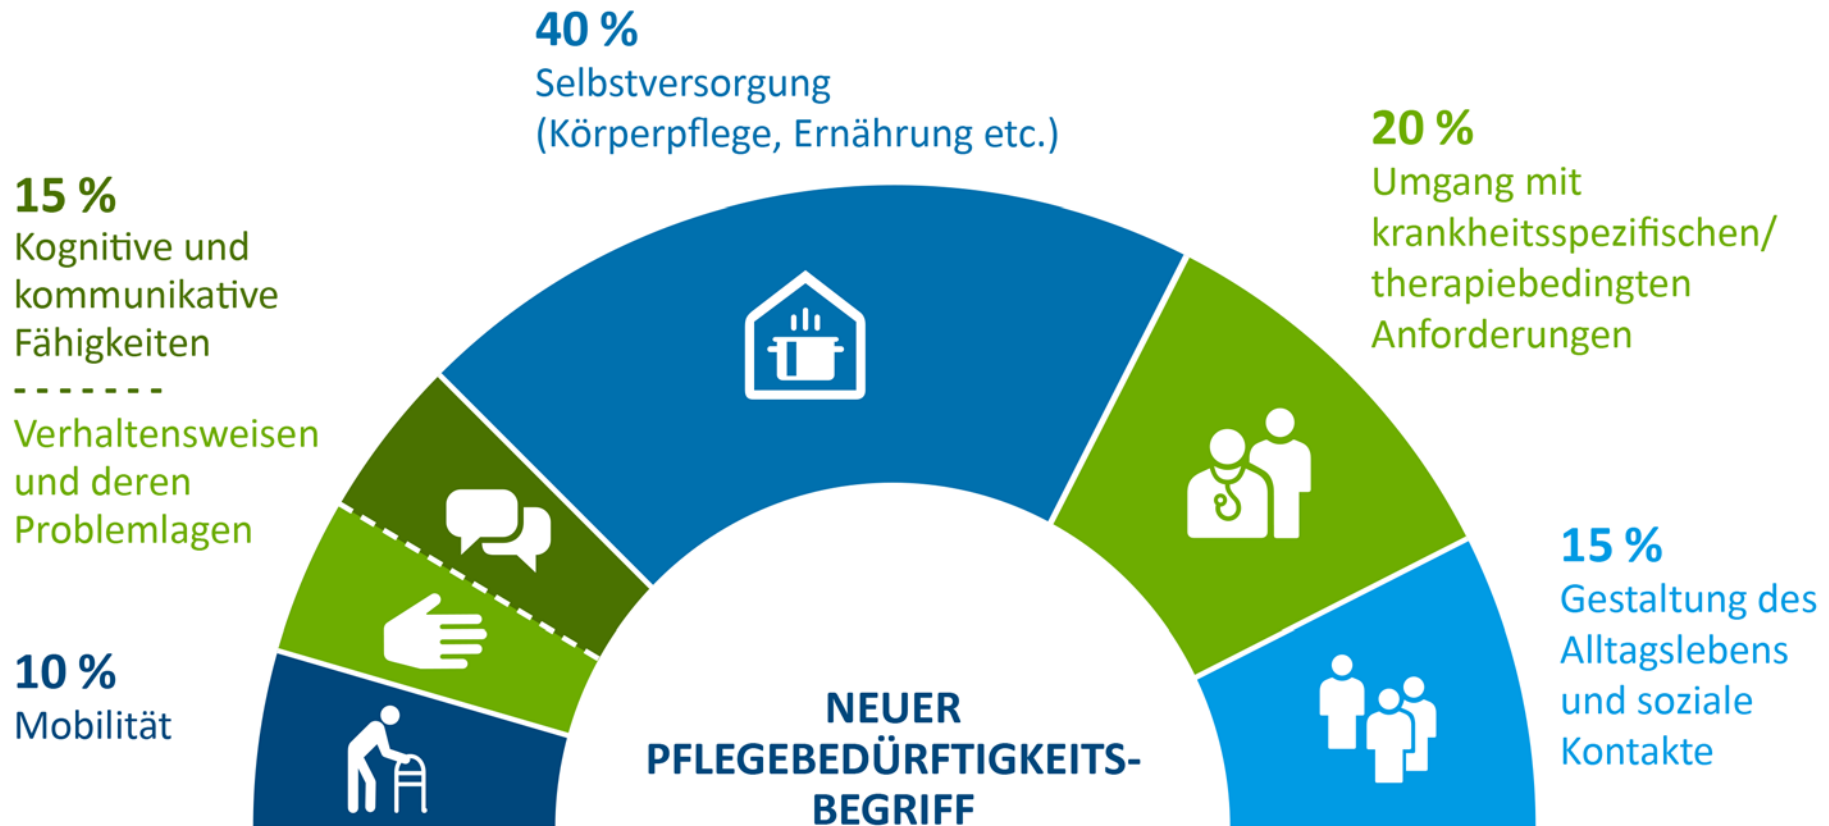 40 %
Selbstversorgung
(Körperpflege, Ernährung etc.)
20 %
Umgang mit
krankheitsspezifischen/
therapiebedingten
Anforderungen
15 %
Kognitive und
kommunikative
Fähigkeiten
- - - - - - -
Verhaltensweisen
und deren
Problemlagen
15 %
Gestaltung des
Alltagslebens
und soziale
Kontakte
10 %
Mobilität
NEUER
PFLEGEBEDÜRFTIGKEITS-
BEGRIFF